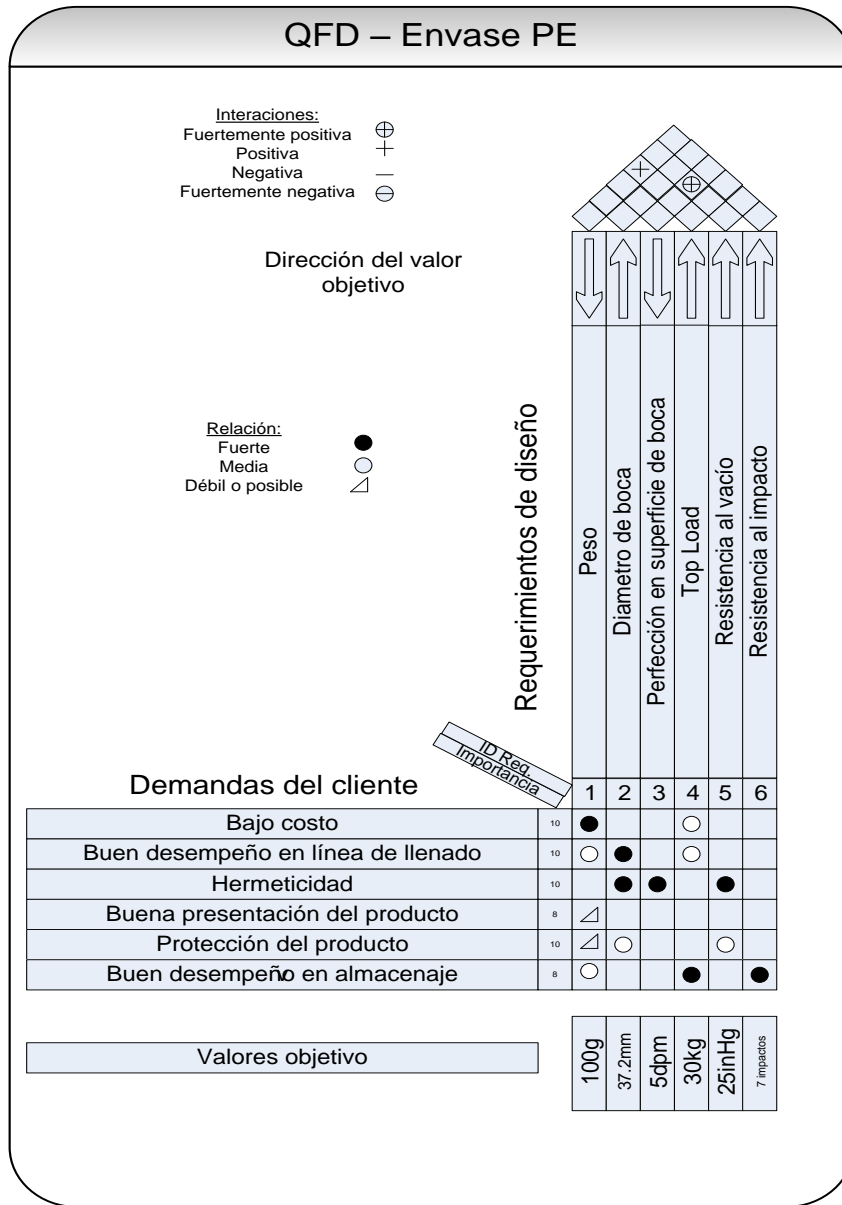 QFD – Envase PE
Interaciones:
Fuertemente positiva
Positiva
Negativa
Fuertemente negativa
Dirección del valor
objetivo
Relación:
Fuerte
Media
Débil o posible
Requerimientos de diseño
Peso
Diametro de boca
Perfección en superficie de boca
Top Load
Resistencia al vacío
Resistencia al impacto
ID Req.
Importancia
Demandas del cliente
1 2 3 4 5 6
Bajo costo 10
Buen desempeño en línea de llenado 10
Hermeticidad 10
Buena presentación del producto 8
Protección del producto 10
Buen desempeño en almacenaje 8
Valores objetivo
100g
37.2mm
5dpm
30kg
25inHg
7 impactos